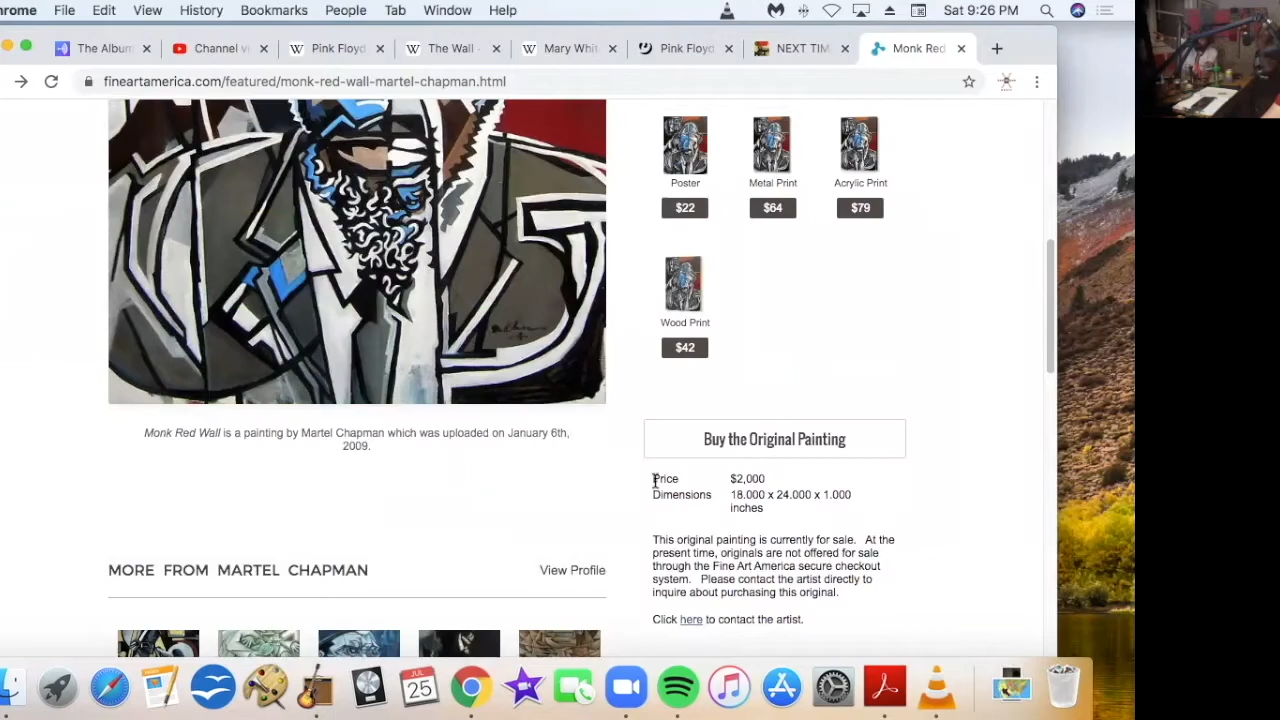 rome File Edit View History Bookmarks People Tab Window Help Sat 9:26 PM
The Album Channel vi Pink Floyd The Wall - Mary Whit Pink Floyd NEXT TIM Monk Red
fineartamerica.com/featured/monk-red-wall-martel-chapman.html
Poster Metal Print Acrylic Print
$22 $64 $79
Wood Print
$42
Monk Red Wall is a painting by Martel Chapman which was uploaded on January 6th,
2009.
Buy the Original Painting
Price $2,000
Dimensions 18.000 x 24.000 x 1.000
inches
This original painting is currently for sale. At the
present time, originals are not offered for sale
through the Fine Art America secure checkout
system. Please contact the artist directly to
inquire about purchasing this original.
Click here to contact the artist.
MORE FROM MARTEL CHAPMAN View Profile
JUL
25